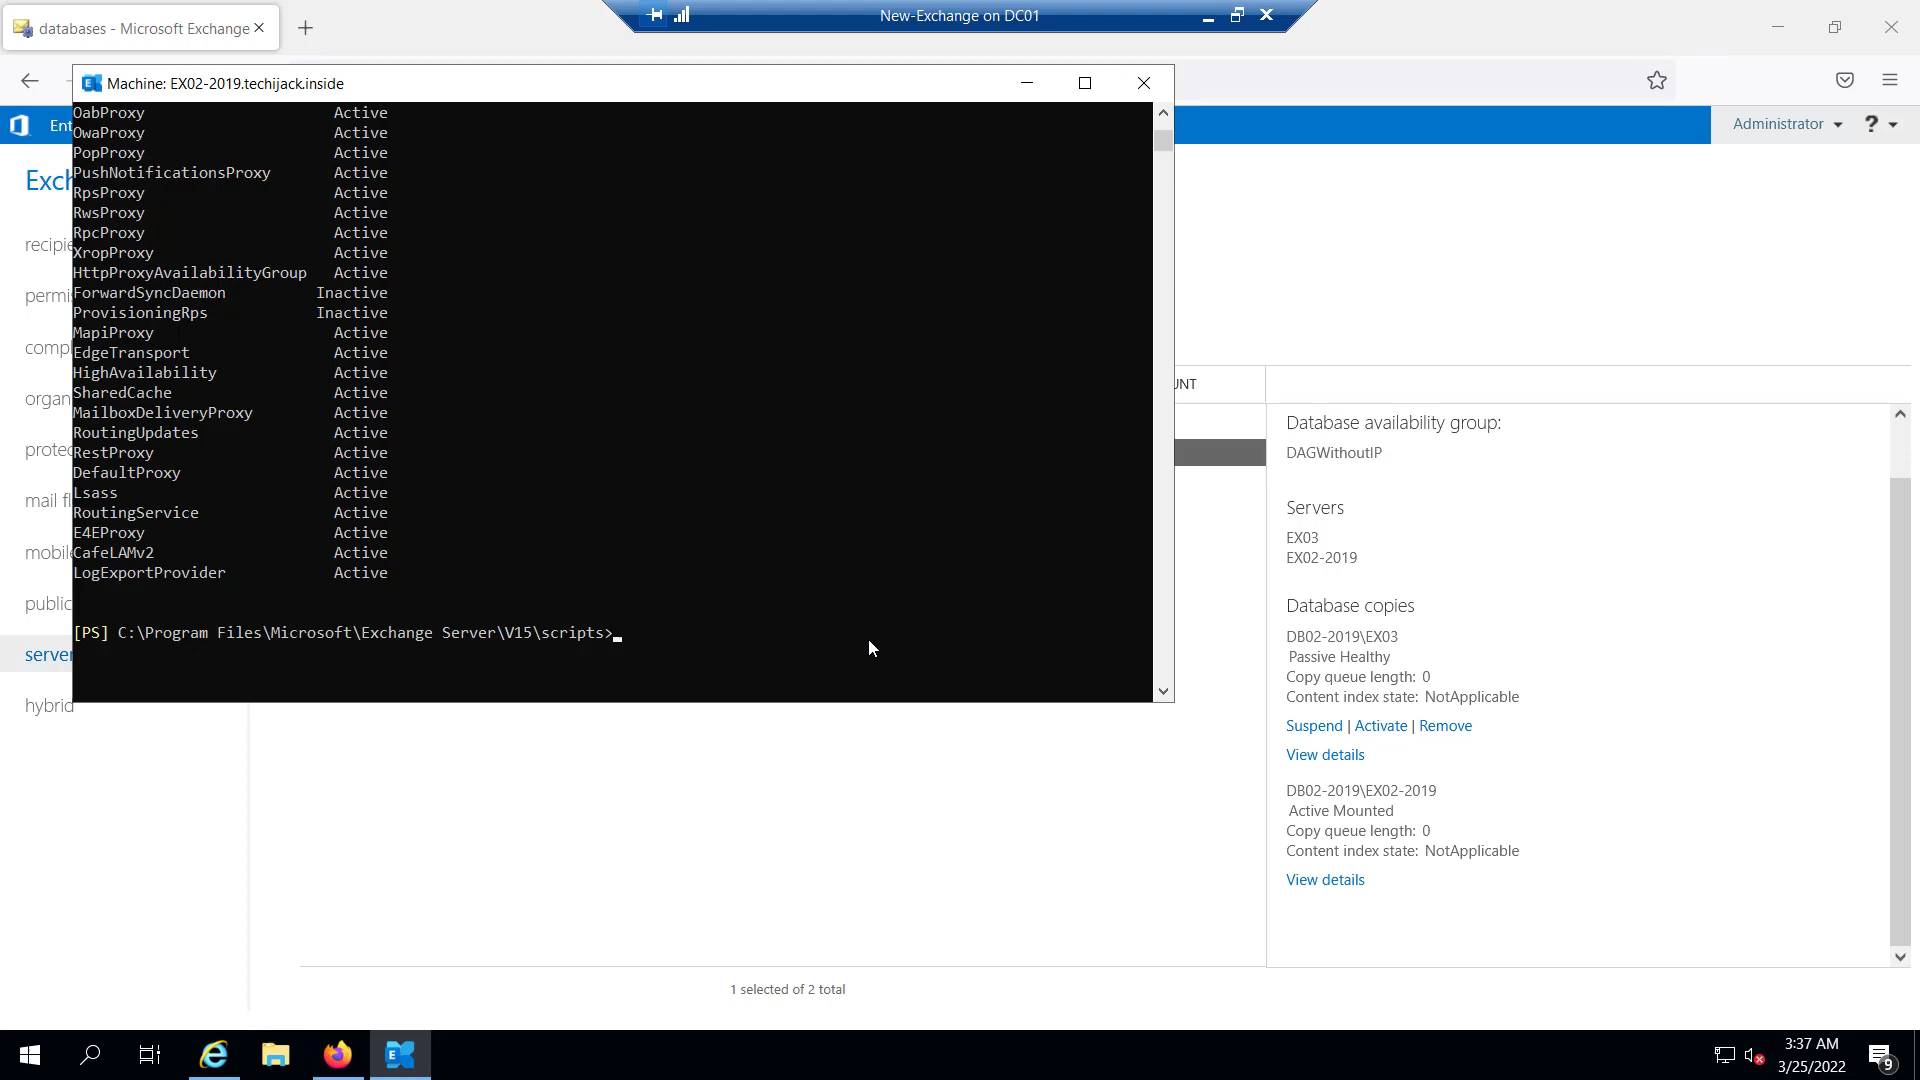 databases - Microsoft Exchange
New-Exchange on DC01
Machine: EX02-2019.techijack.inside
Ent
Administrator
?
Exch
recipie
permi
comp
organ
protec
mail fl
mobile
public
server
hybrid
OabProxy Active
OwaProxy Active
PopProxy Active
PushNotificationsProxy Active
RpsProxy Active
RwsProxy Active
RpcProxy Active
XropProxy Active
HttpProxyAvailabilityGroup Active
ForwardSyncDaemon Inactive
ProvisioningRps Inactive
MapiProxy Active
EdgeTransport Active
HighAvailability Active
SharedCache Active
MailboxDeliveryProxy Active
RoutingUpdates Active
RestProxy Active
DefaultProxy Active
Lsass Active
RoutingService Active
E4EProxy Active
CafeLAMv2 Active
LogExportProvider Active
[PS] C:\Program Files\Microsoft\Exchange Server\V15\scripts>_
UNT
Database availability group:
DAGWithoutIP
Servers
EX03
EX02-2019
Database copies
DB02-2019\EX03
Passive Healthy
Copy queue length: 0
Content index state: NotApplicable
Suspend | Activate | Remove
View details
DB02-2019\EX02-2019
Active Mounted
Copy queue length: 0
Content index state: NotApplicable
View details
1 selected of 2 total
3:37 AM
3/25/2022
9